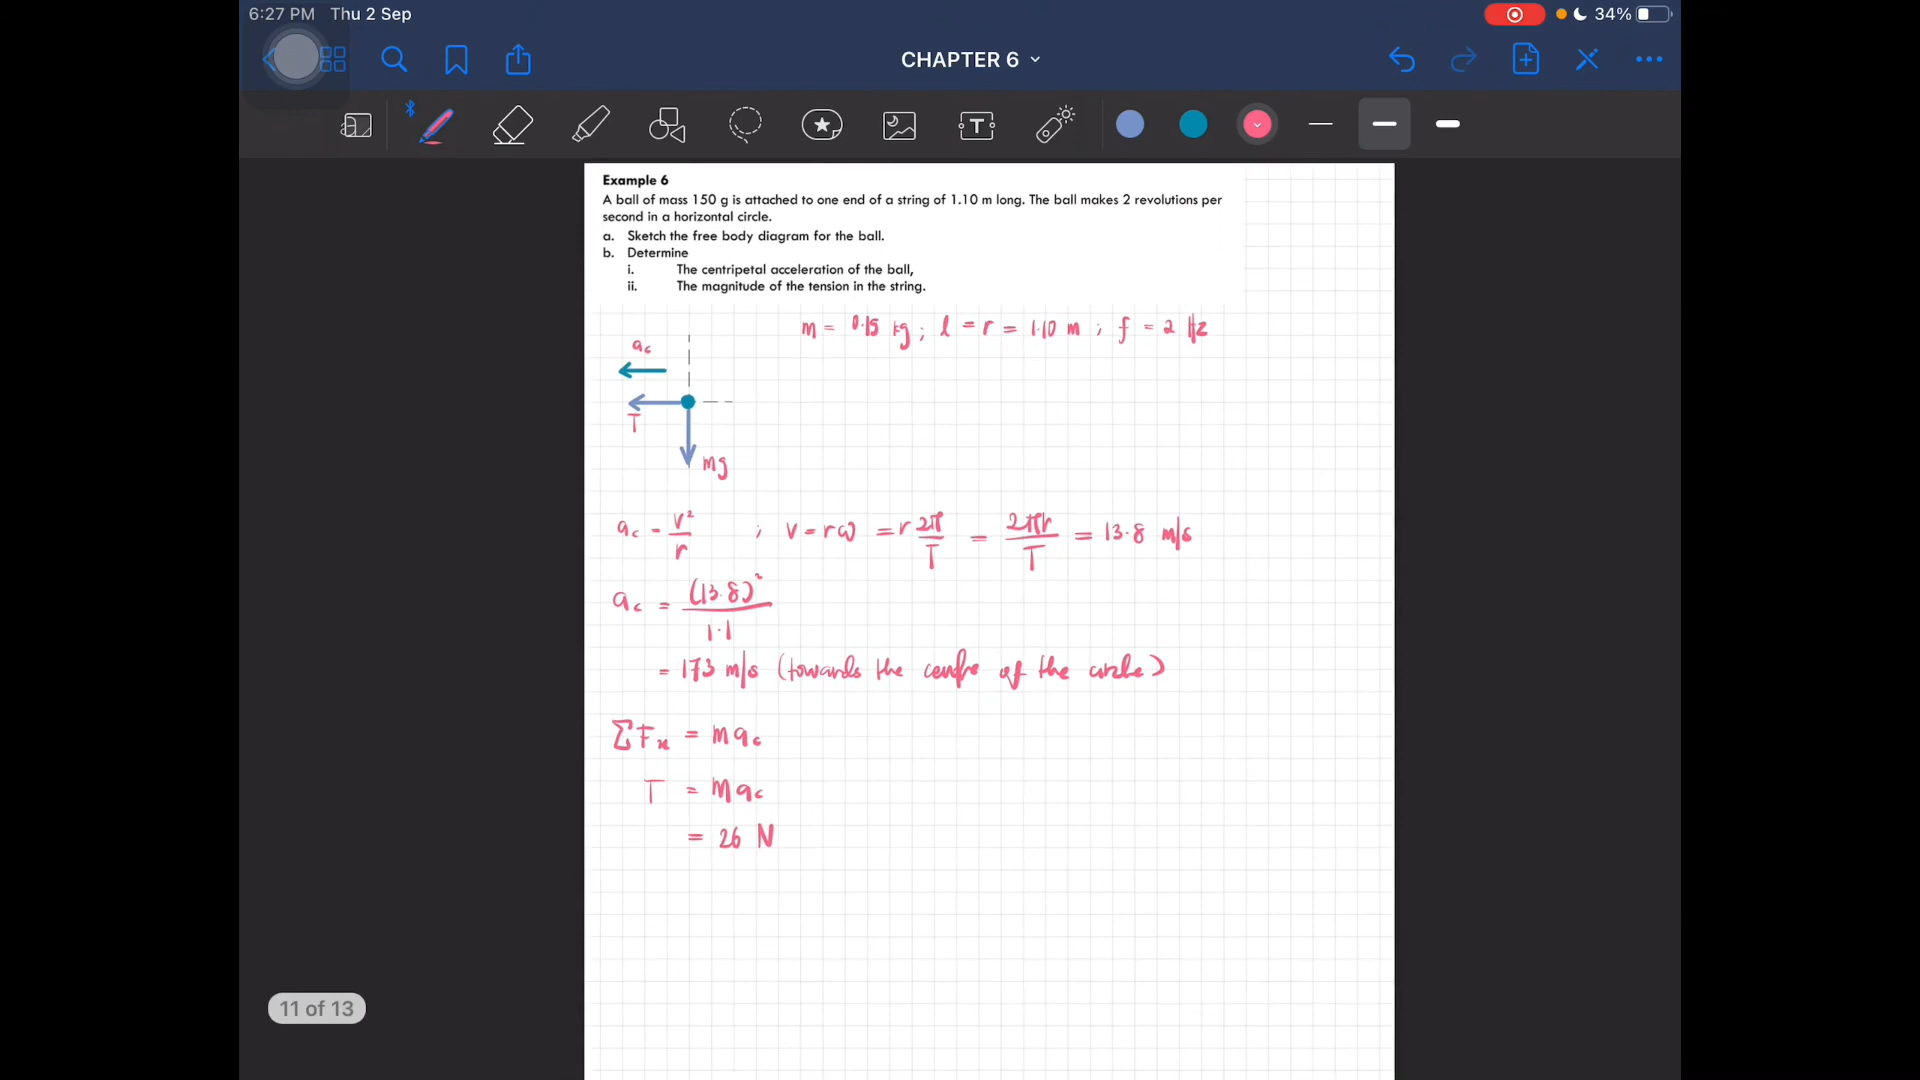 6:27 PM Thu 2 Sep
34%
CHAPTER 6
Example 6
A ball of mass 150 g is attached to one end of a string of 1.10 m long. The ball makes 2 revolutions per
second in a horizontal circle.
a. Sketch the free body diagram for the ball.
b. Determine
i. The centripetal acceleration of the ball,
ii. The magnitude of the tension in the string.
m = 0.15 kg ; l = r = 1.10 m ; f = 2 Hz
ac
T
mg
ac = v²/r ; v = rω = r 2π/T = 2πr/T = 13.8 m/s
ac = (13.8)²/1.1
= 173 m/s (towards the centre of the circle)
ΣFx = mac
T = mac
= 26 N
11 of 13